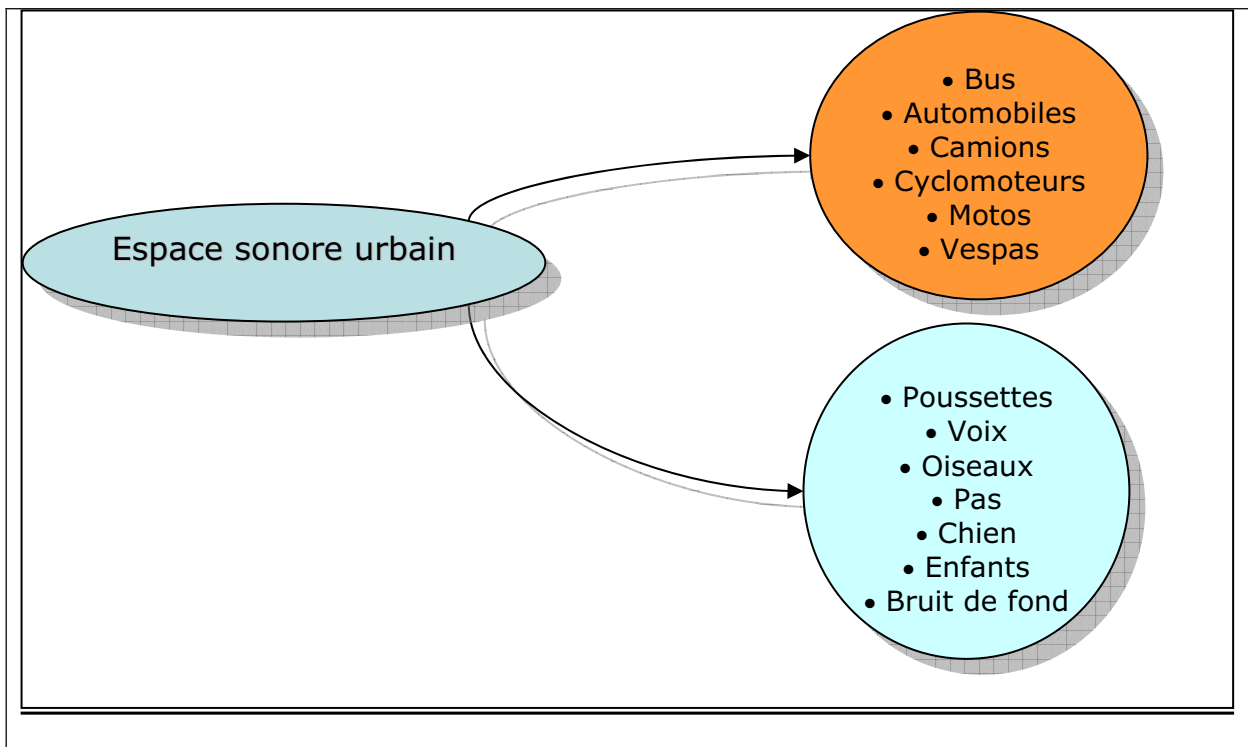 Espace sonore urbain
• Bus
• Automobiles
• Camions
• Cyclomoteurs
• Motos
• Vespas
• Poussettes
• Voix
• Oiseaux
• Pas
• Chien
• Enfants
• Bruit de fond